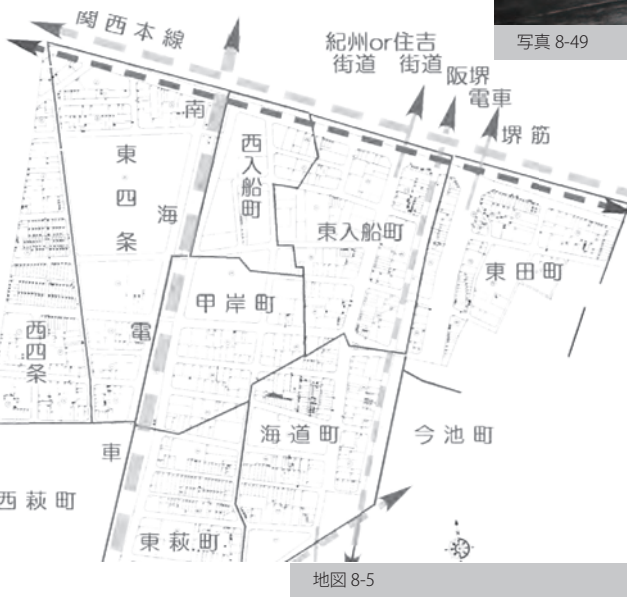 写真 8-49
関西本線
紀州or住吉
街道 街道
阪堺
電車
堺筋
南
海
電
車
東四条
西入船町
東入船町
東田町
甲岸町
西四条
海道町
今池町
西萩町
東萩町
地図 8-5